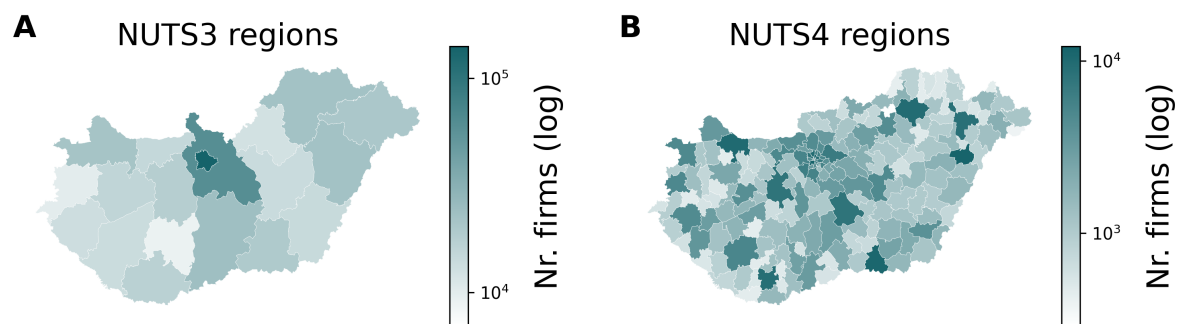 A
NUTS3 regions
10⁵
10⁴
Nr. firms (log)
B
NUTS4 regions
10⁴
10³
Nr. firms (log)